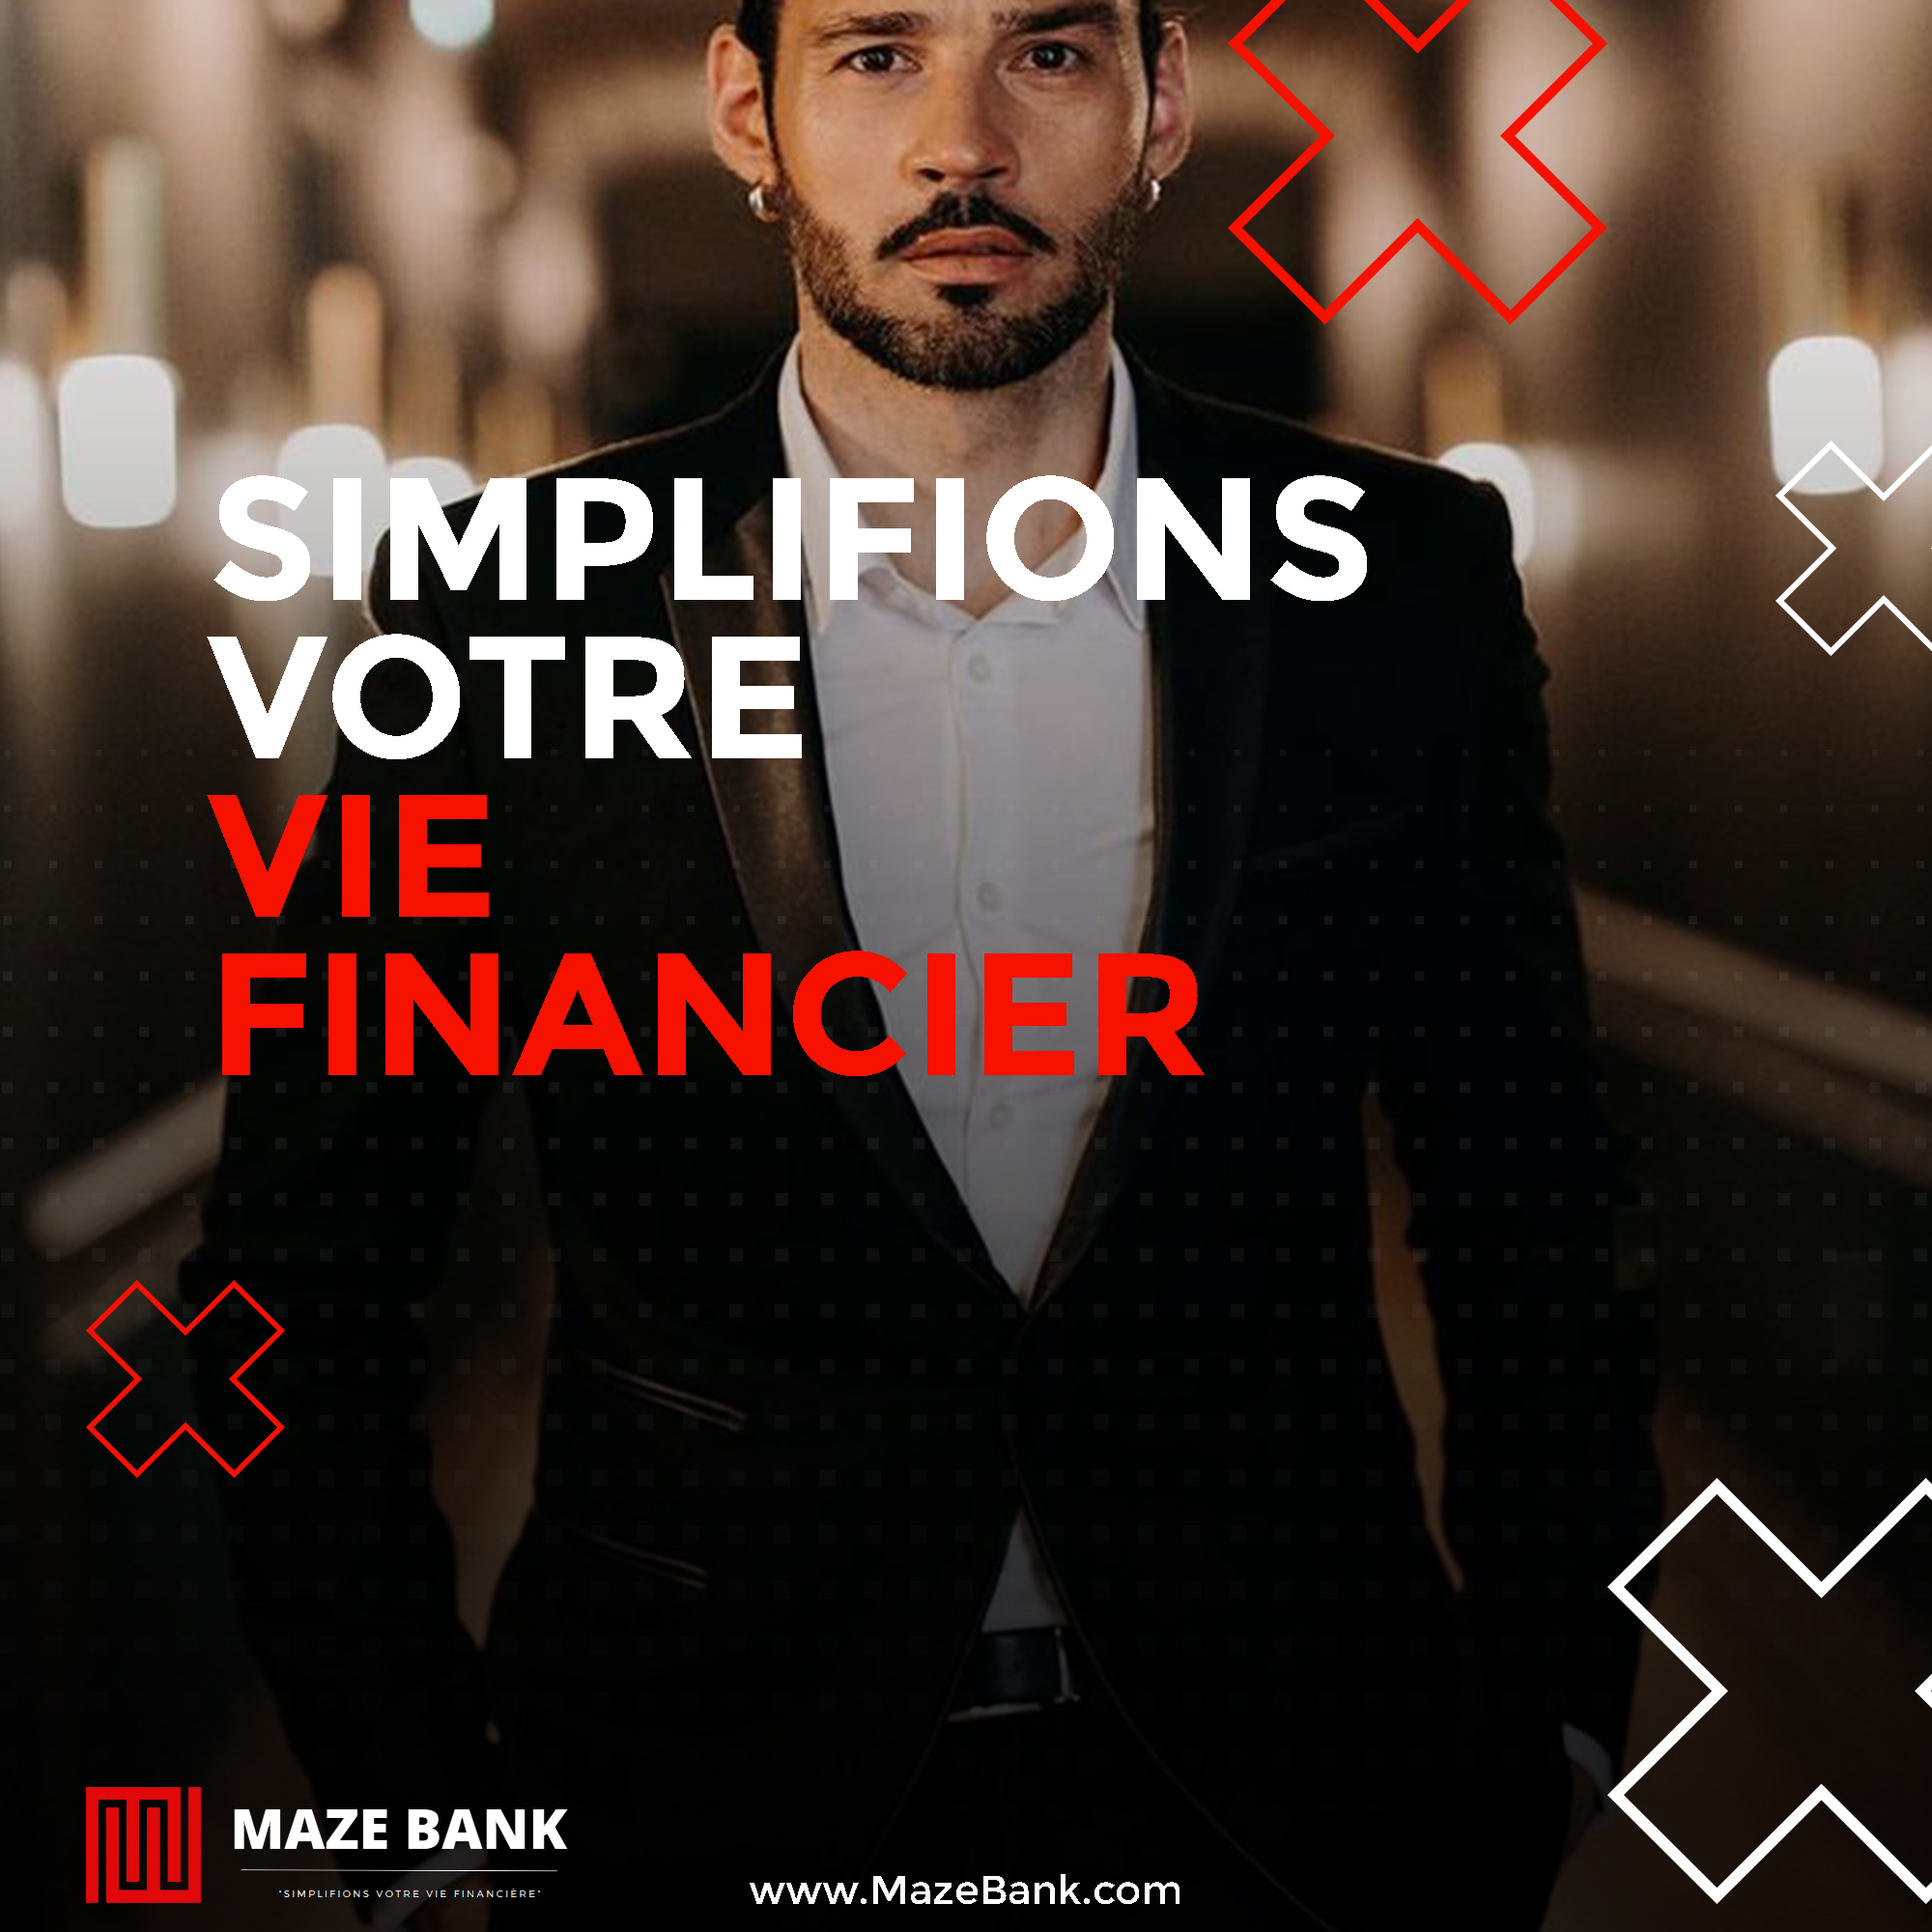 SIMPLIFIONS
VOTRE
VIE
FINANCIER
MAZE BANK
"SIMPLIFIONS VOTRE VIE FINANCIÈRE"
www.MazeBank.com